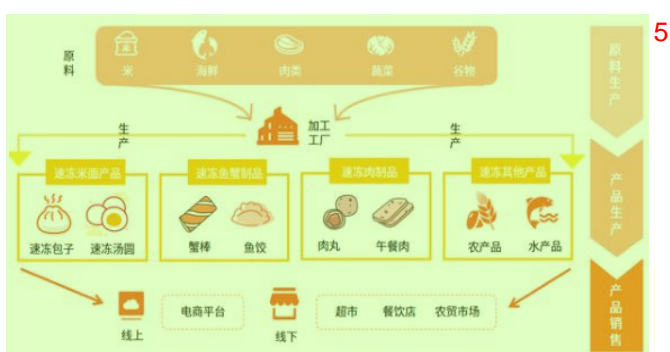 5
原料
米
海鲜
肉类
蔬菜
谷物
原料生产
生产
加工工厂
生产
速冻米面产品
速冻鱼蟹制品
速冻肉制品
速冻其他产品
速冻包子
速冻汤圆
蟹棒
鱼饺
肉丸
午餐肉
农产品
水产品
产品生产
线上
电商平台
线下
超市
餐饮店
农贸市场
产品销售